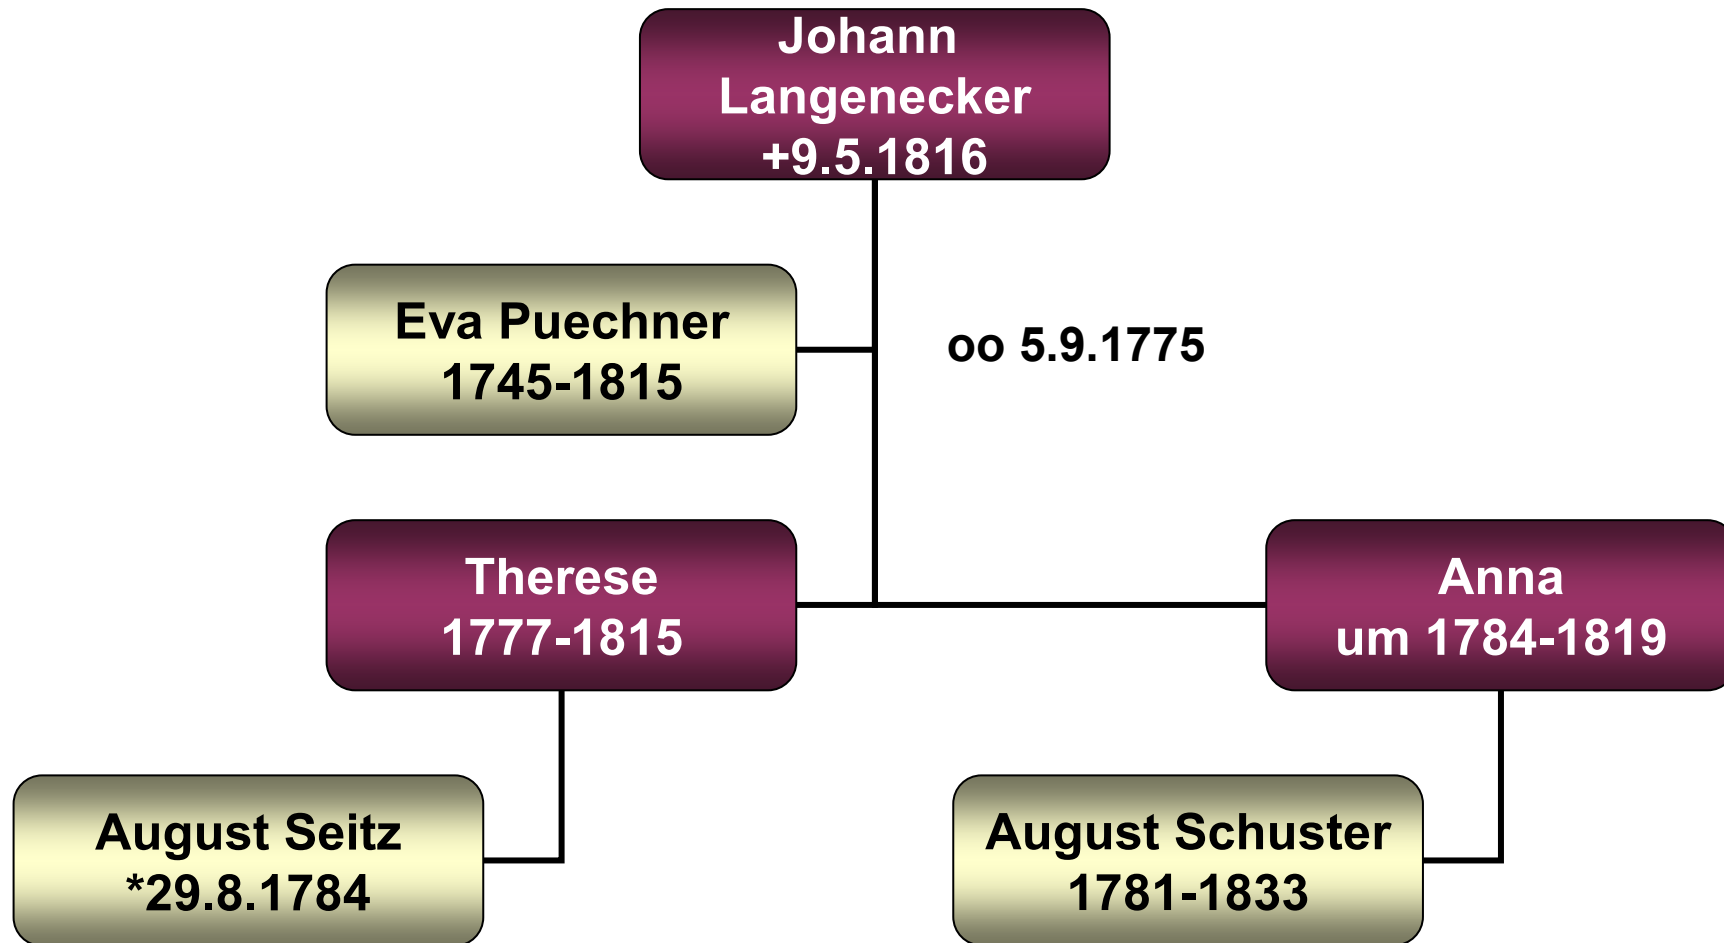 Johann
Langenecker
+9.5.1816
Eva Puechner
1745-1815
oo 5.9.1775
Therese
1777-1815
Anna
um 1784-1819
August Seitz
*29.8.1784
August Schuster
1781-1833